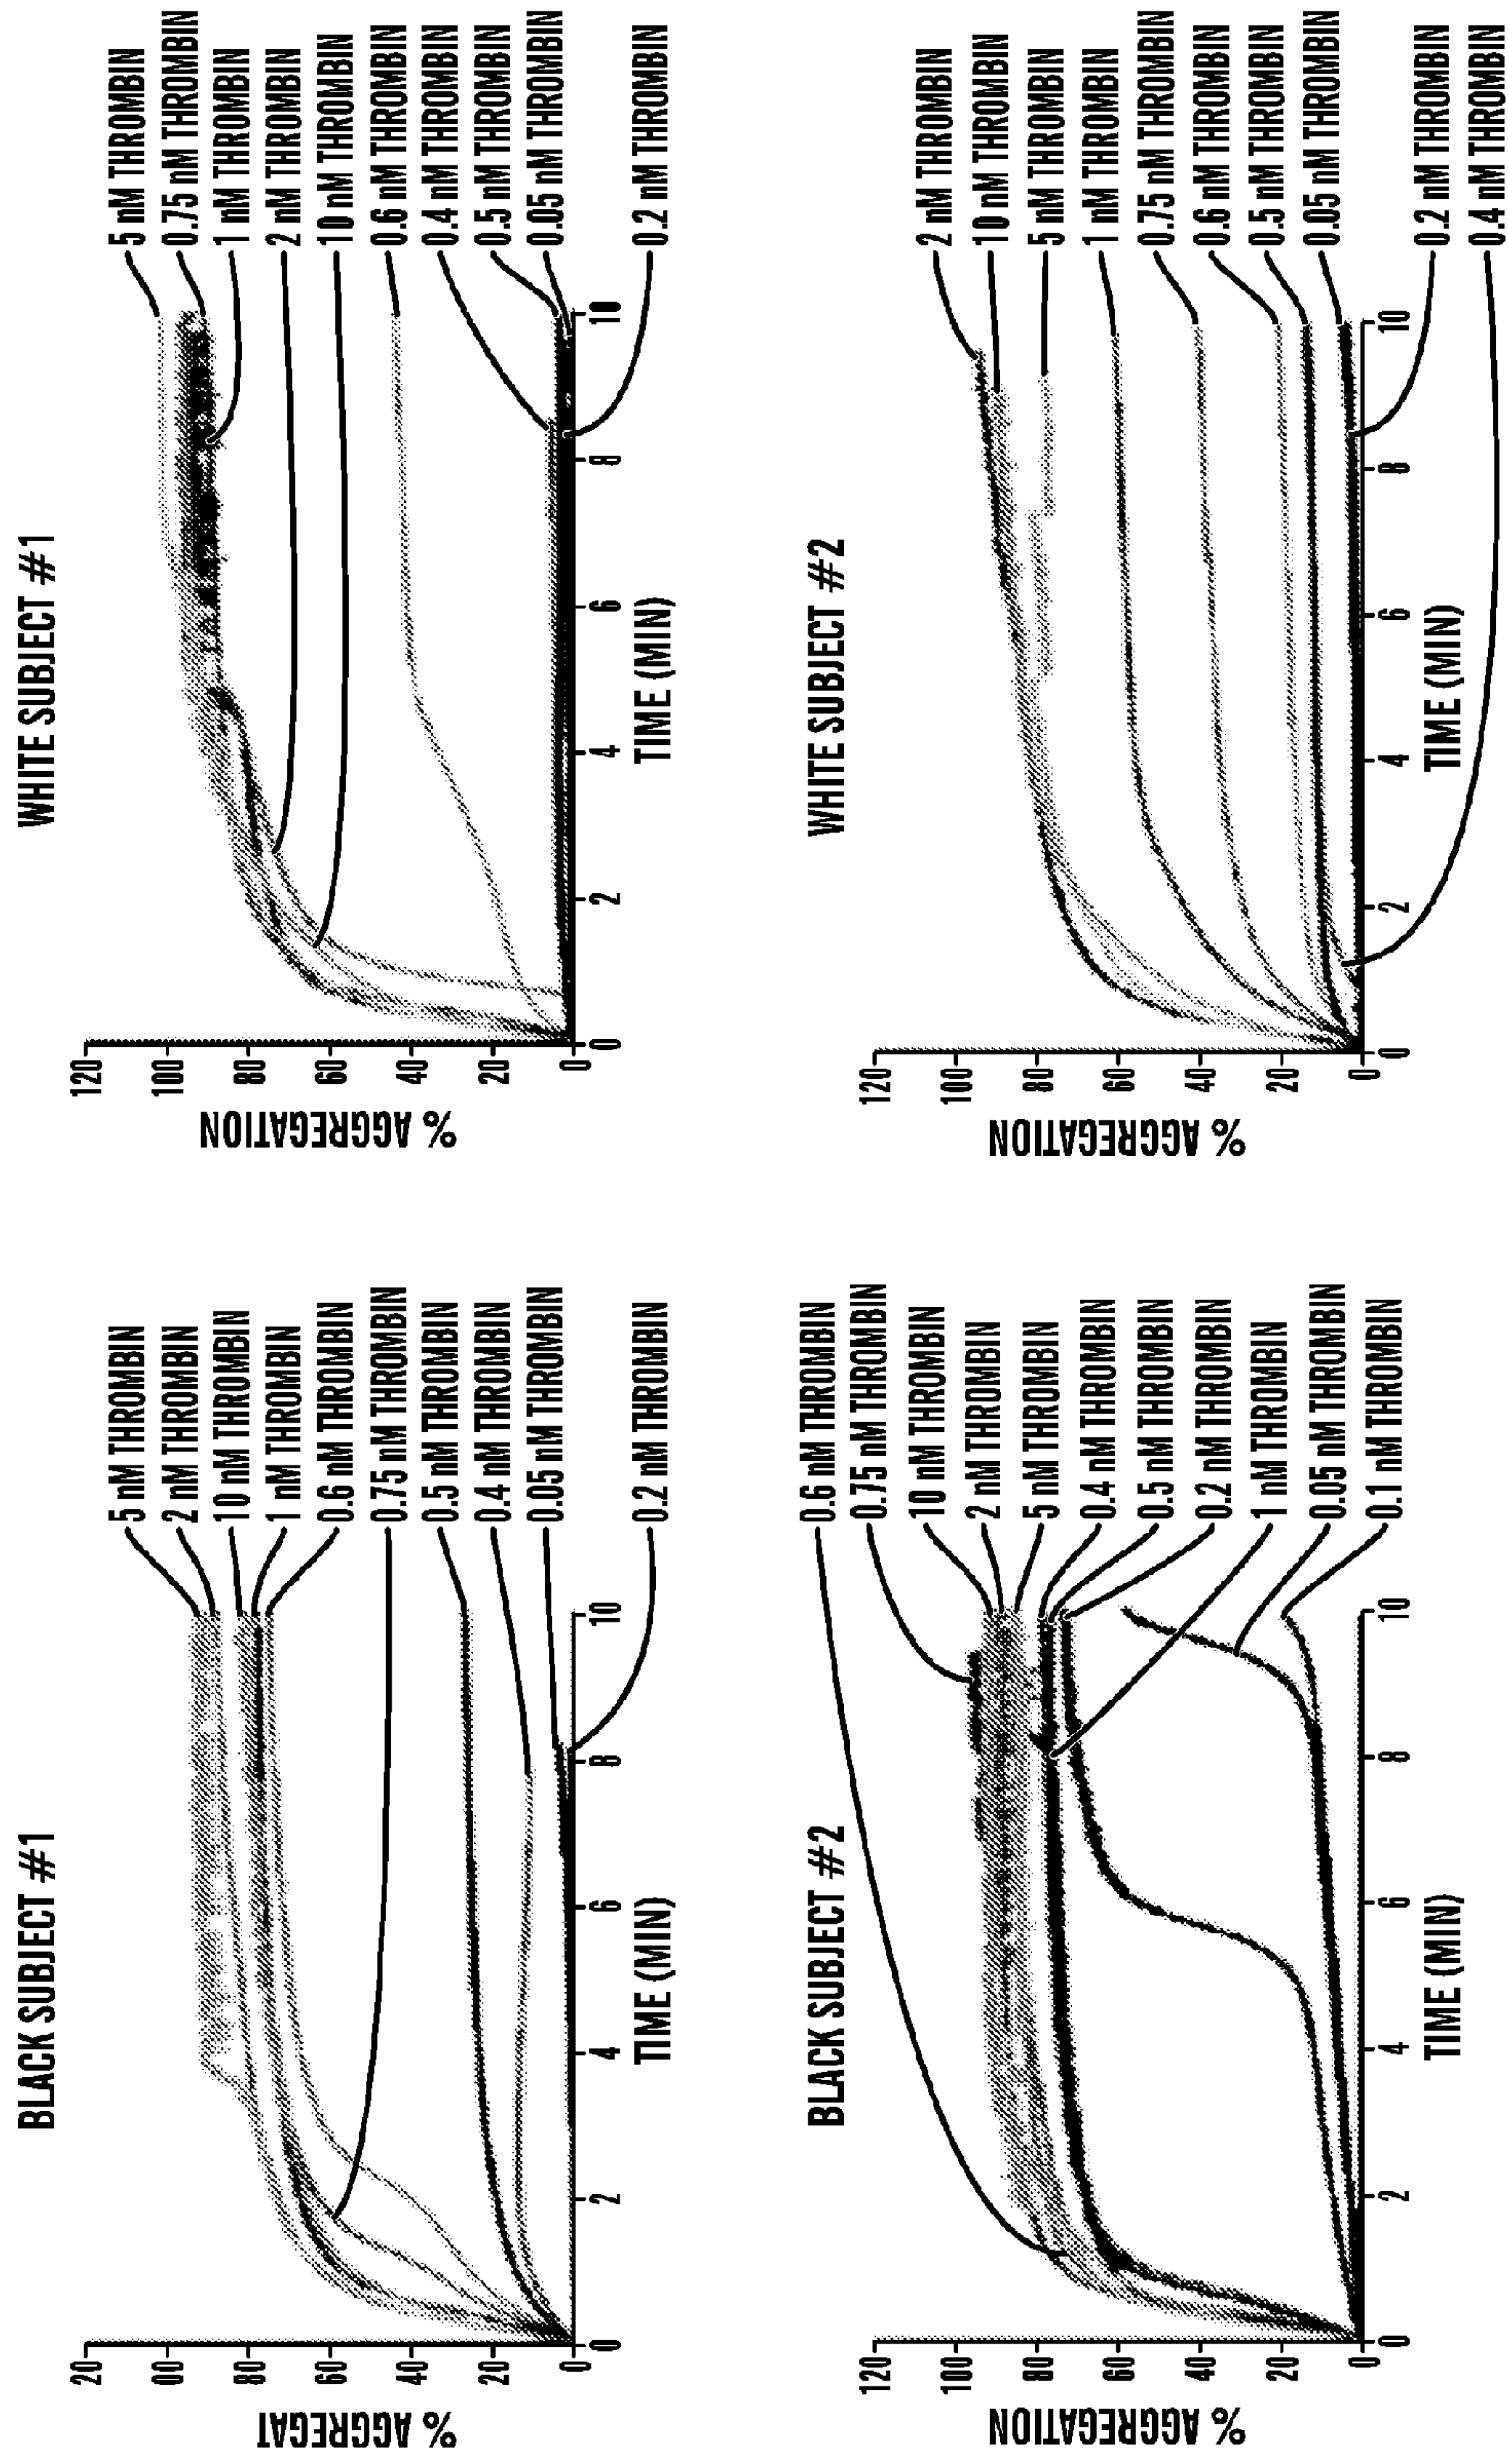 BLACK SUBJECT #1
% AGGREGAT
20
00
80
60
40
20
0
0 2 4 6 8 10
TIME (MIN)
5 nM THROMBIN
2 nM THROMBIN
10 nM THROMBIN
1 nM THROMBIN
0.6 nM THROMBIN
0.75 nM THROMBIN
0.5 nM THROMBIN
0.4 nM THROMBIN
0.05 nM THROMBIN
0.2 nM THROMBIN
WHITE SUBJECT #1
% AGGREGATION
120
100
80
60
40
20
0
0 2 4 6 8 10
TIME (MIN)
5 nM THROMBIN
0.75 nM THROMBIN
1 nM THROMBIN
2 nM THROMBIN
10 nM THROMBIN
0.6 nM THROMBIN
0.4 nM THROMBIN
0.5 nM THROMBIN
0.05 nM THROMBIN
0.2 nM THROMBIN
BLACK SUBJECT #2
% AGGREGATION
120
100
80
60
40
20
0
0 2 4 6 8 10
TIME (MIN)
0.6 nM THROMBIN
0.75 nM THROMBIN
10 nM THROMBIN
2 nM THROMBIN
5 nM THROMBIN
0.4 nM THROMBIN
0.5 nM THROMBIN
0.2 nM THROMBIN
1 nM THROMBIN
0.05 nM THROMBIN
0.1 nM THROMBIN
WHITE SUBJECT #2
% AGGREGATION
120
100
80
60
40
20
0
0 2 4 6 8 10
TIME (MIN)
2 nM THROMBIN
10 nM THROMBIN
5 nM THROMBIN
1 nM THROMBIN
0.75 nM THROMBIN
0.6 nM THROMBIN
0.5 nM THROMBIN
0.05 nM THROMBIN
0.2 nM THROMBIN
0.4 nM THROMBIN